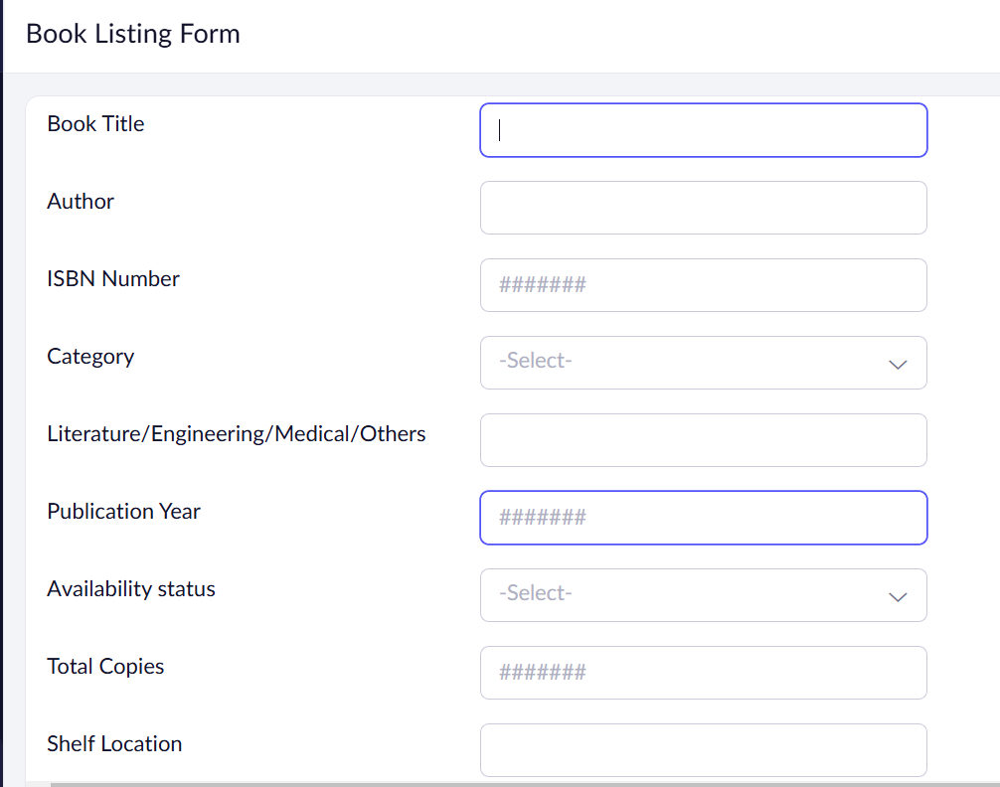 Book Listing Form
Book Title
Author
ISBN Number
#######
Category
-Select-
Literature/Engineering/Medical/Others
Publication Year
#######
Availability status
-Select-
Total Copies
#######
Shelf Location